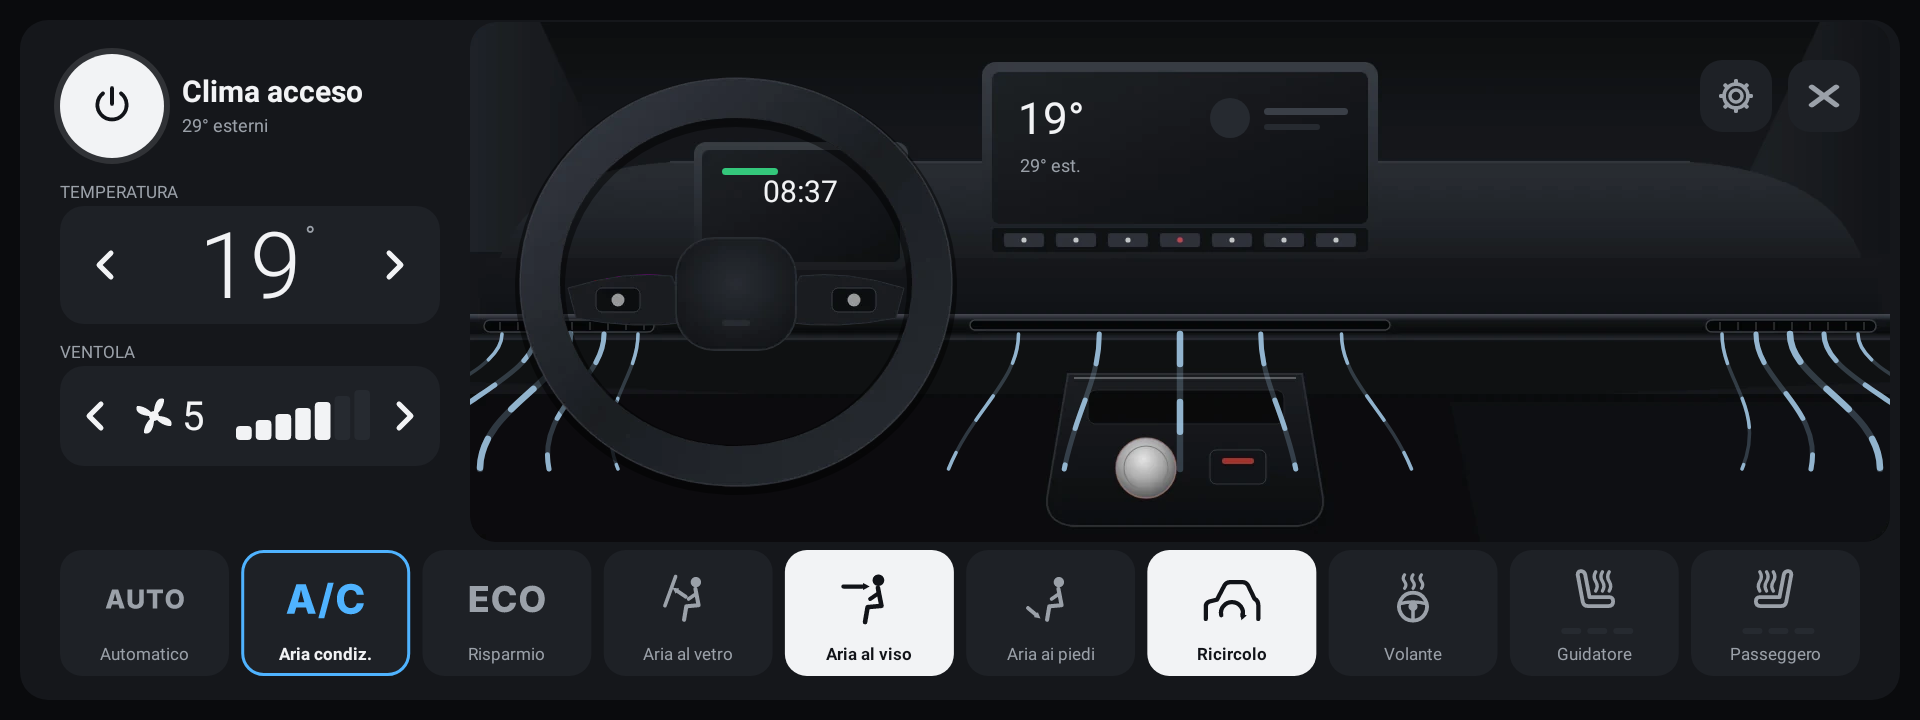 Clima acceso
29° esterni
TEMPERATURA
19°
VENTOLA
5
08:37
19°
29° est.
AUTO
Automatico
A/C
Aria condiz.
ECO
Risparmio
Aria al vetro
Aria al viso
Aria ai piedi
Ricircolo
Volante
Guidatore
Passeggero